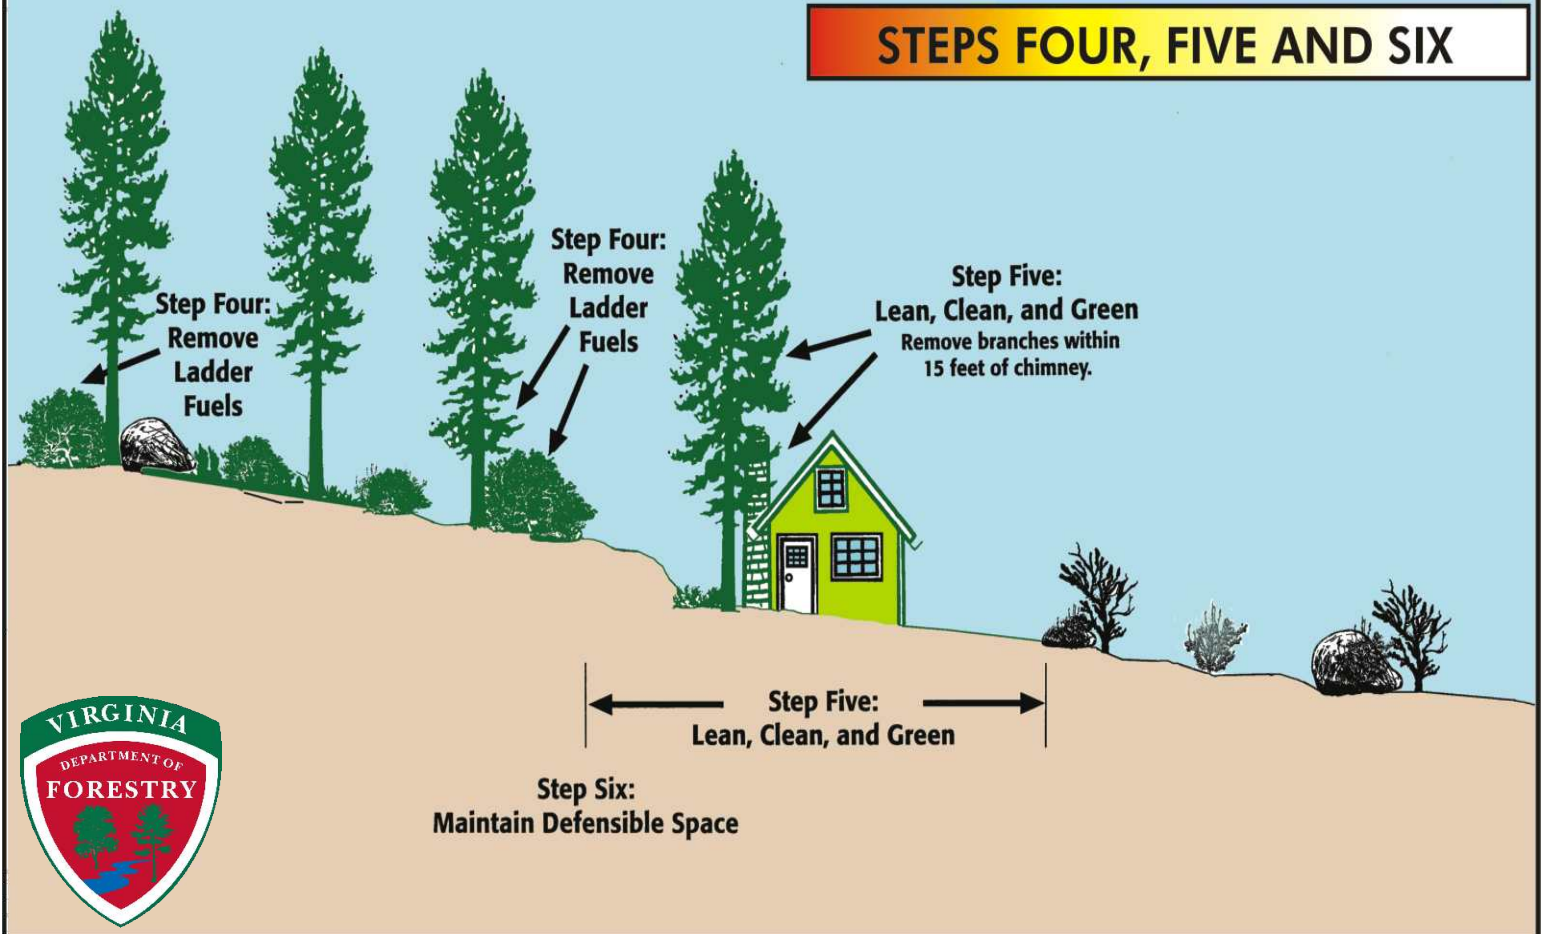 STEPS FOUR, FIVE AND SIX
Step Four:
Remove
Ladder
Fuels
Step Four:
Remove
Ladder
Fuels
Step Five:
Lean, Clean, and Green
Remove branches within
15 feet of chimney.
Step Five:
Lean, Clean, and Green
Step Six:
Maintain Defensible Space
VIRGINIA
DEPARTMENT OF
FORESTRY